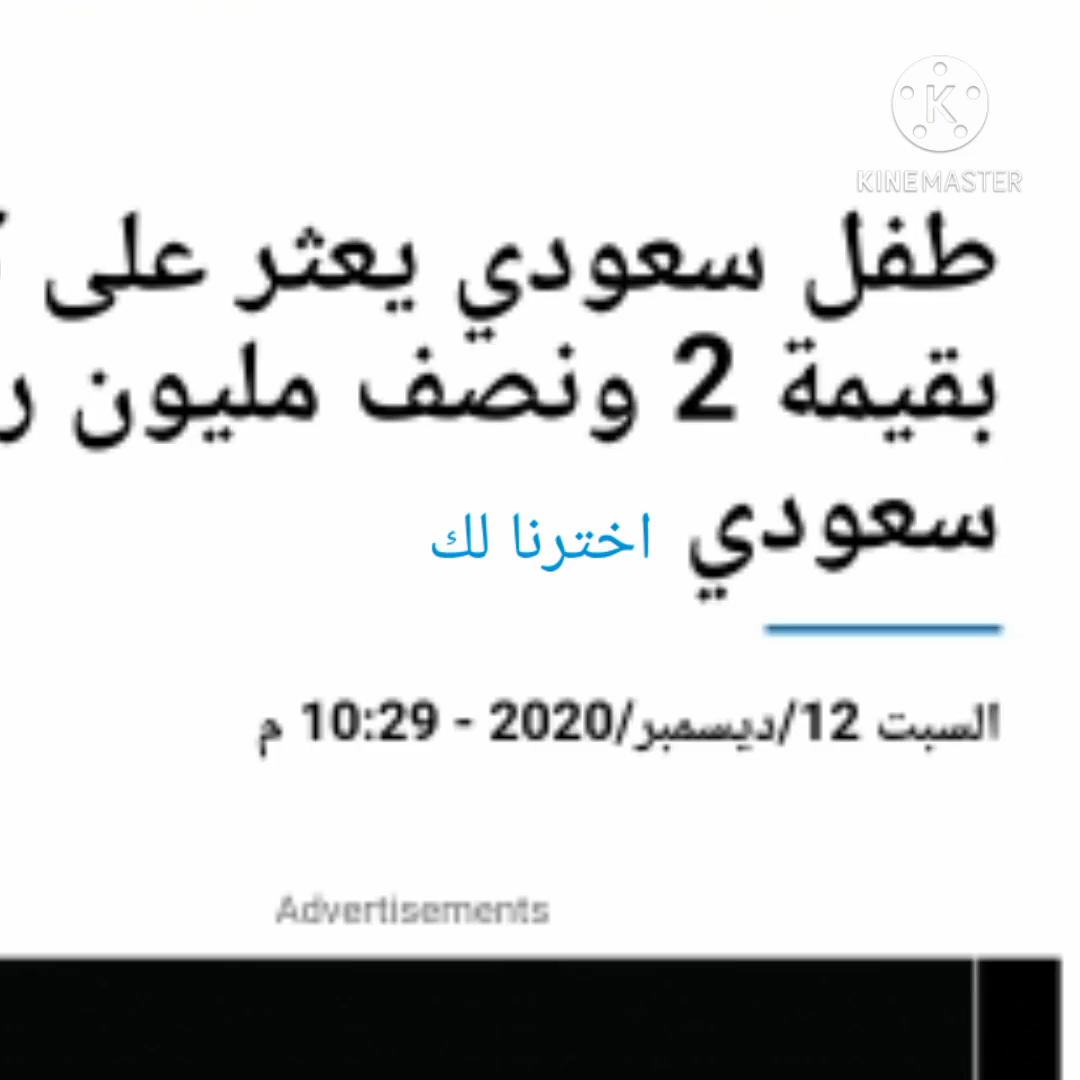 KINEMASTER
طفل سعودي يعثر على
بقيمة 2 ونصف مليون
سعودي
اخترنا لك
السبت 12/ديسمبر/2020 - 10:29 م
Advertisements